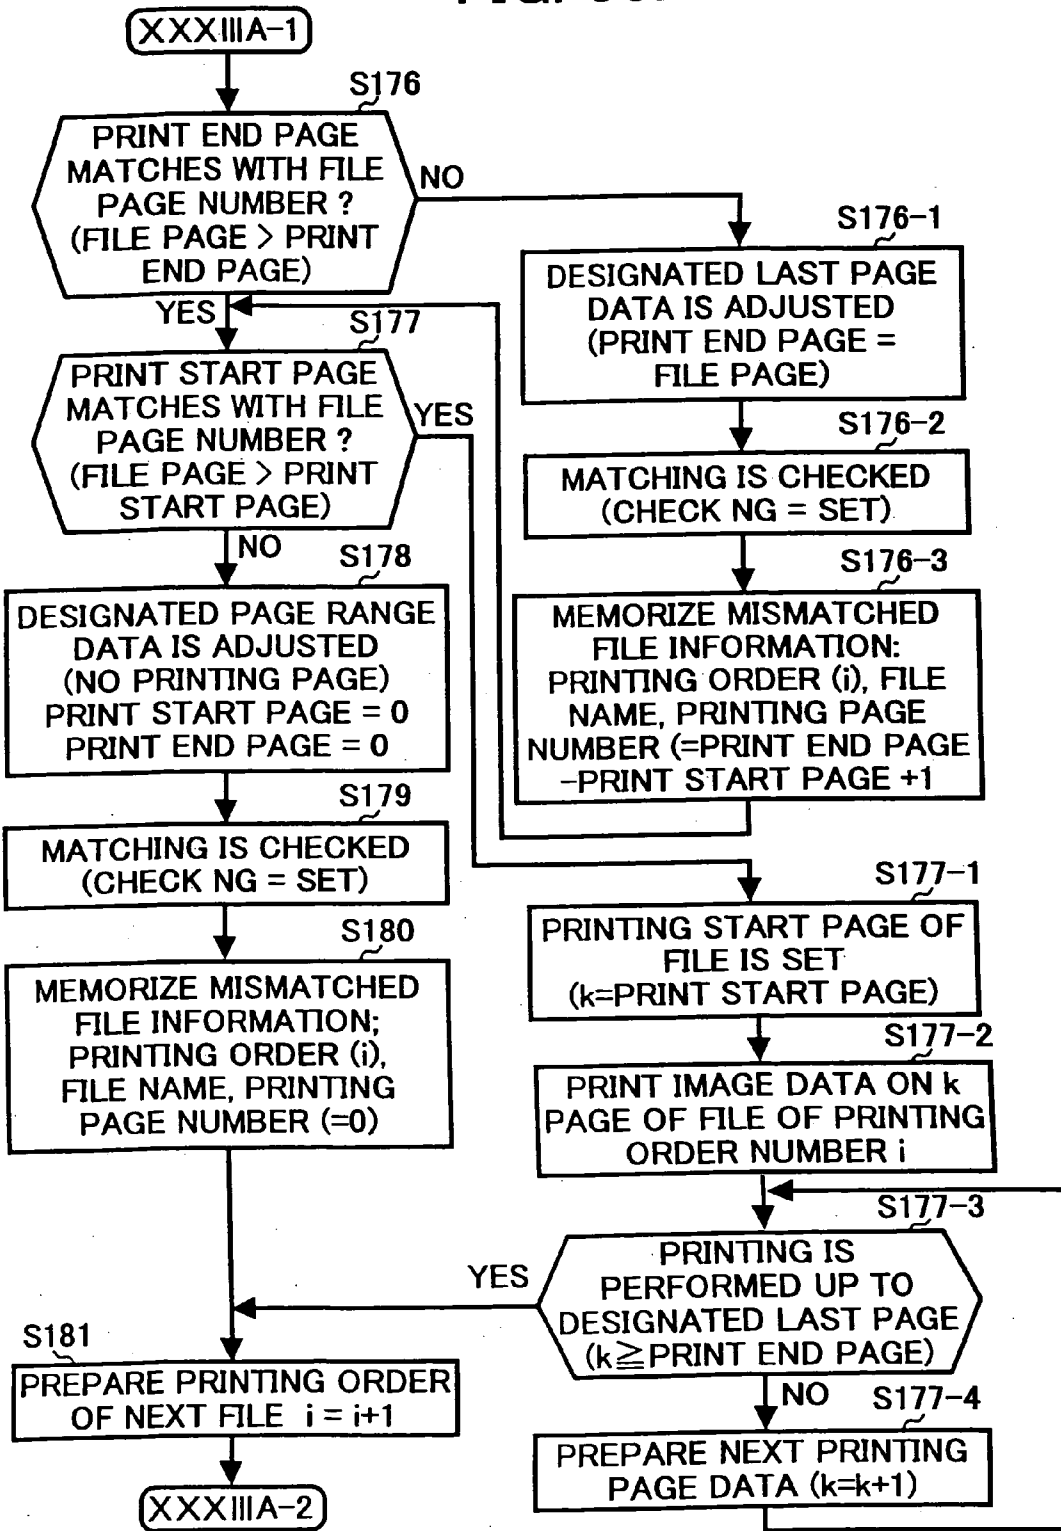 XXXIIIA-1
S176
PRINT END PAGE
MATCHES WITH FILE
PAGE NUMBER ?
(FILE PAGE > PRINT
END PAGE)
NO
YES
S176-1
DESIGNATED LAST PAGE
DATA IS ADJUSTED
(PRINT END PAGE =
FILE PAGE)
S176-2
MATCHING IS CHECKED
(CHECK NG = SET)
S176-3
MEMORIZE MISMATCHED
FILE INFORMATION:
PRINTING ORDER (i), FILE
NAME, PRINTING PAGE
NUMBER (=PRINT END PAGE
-PRINT START PAGE +1
S177
PRINT START PAGE
MATCHES WITH FILE
PAGE NUMBER ?
(FILE PAGE > PRINT
START PAGE)
YES
NO
S178
DESIGNATED PAGE RANGE
DATA IS ADJUSTED
(NO PRINTING PAGE)
PRINT START PAGE = 0
PRINT END PAGE = 0
S179
MATCHING IS CHECKED
(CHECK NG = SET)
S180
MEMORIZE MISMATCHED
FILE INFORMATION;
PRINTING ORDER (i),
FILE NAME, PRINTING
PAGE NUMBER (=0)
S177-1
PRINTING START PAGE OF
FILE IS SET
(k=PRINT START PAGE)
S177-2
PRINT IMAGE DATA ON k
PAGE OF FILE OF PRINTING
ORDER NUMBER i
S177-3
PRINTING IS
PERFORMED UP TO
DESIGNATED LAST PAGE
(k≧PRINT END PAGE)
YES
NO
S177-4
PREPARE NEXT PRINTING
PAGE DATA (k=k+1)
S181
PREPARE PRINTING ORDER
OF NEXT FILE i = i+1
XXXIIIA-2